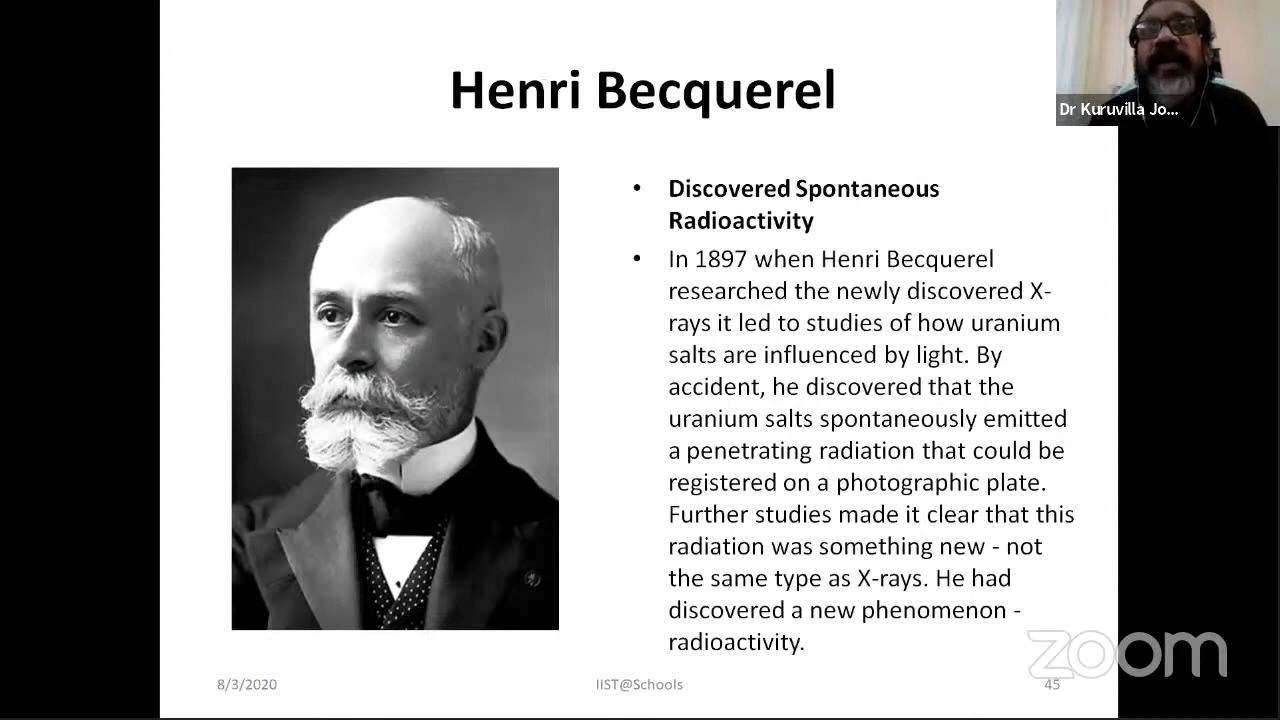 Henri Becquerel
Dr Kuruvilla Jo...
• Discovered Spontaneous
Radioactivity
• In 1897 when Henri Becquerel
researched the newly discovered X-
rays it led to studies of how uranium
salts are influenced by light. By
accident, he discovered that the
uranium salts spontaneously emitted
a penetrating radiation that could be
registered on a photographic plate.
Further studies made it clear that this
radiation was something new - not
the same type as X-rays. He had
discovered a new phenomenon -
radioactivity.
zoom
8/3/2020
IIST@Schools
45